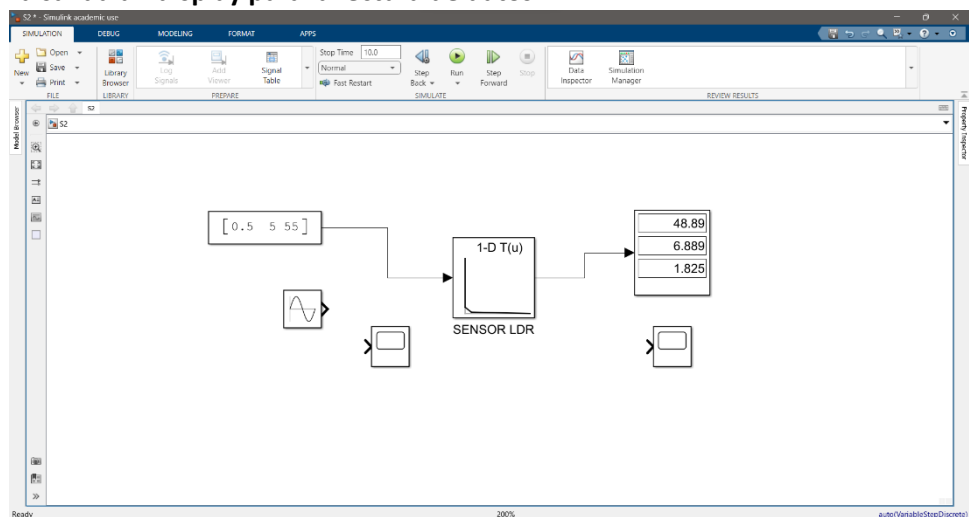 S2 * - Simulink academic use
SIMULATION DEBUG MODELING FORMAT APPS
New
Open
Save
Print
FILE
Library
Browser
LIBRARY
Log
Signals
Add
Viewer
Signal
Table
PREPARE
Stop Time 10.0
Normal
Fast Restart
Step
Back
Run
Step
Forward
Stop
SIMULATE
Data
Inspector
Simulation
Manager
REVIEW RESULTS
S2
S2
Model Browser
Property Inspector
[0.5 5 55]
1-D T(u)
SENSOR LDR
48.89
6.889
1.825
Ready
200%
auto(VariableStepDiscrete)